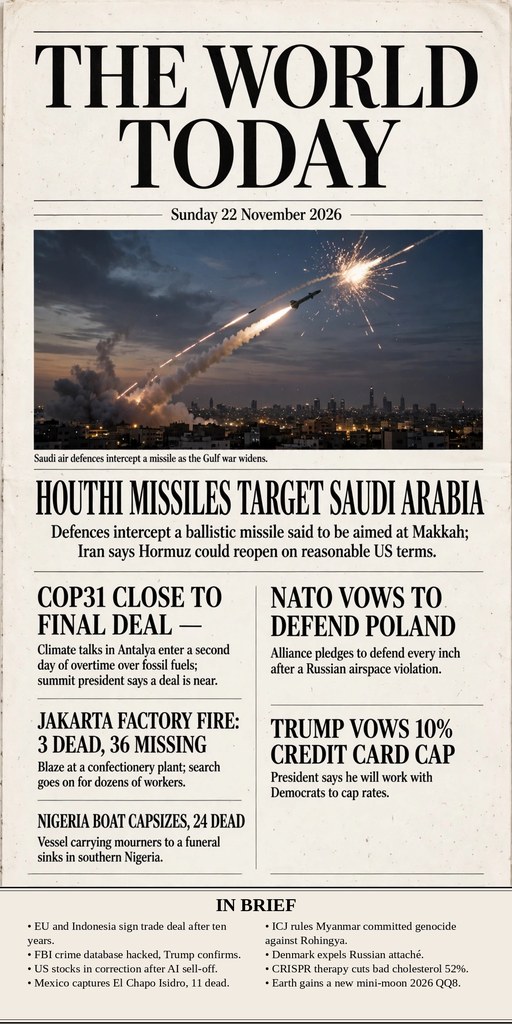 THE WORLD
TODAY
Sunday 22 November 2026
Saudi air defences intercept a missile as the Gulf war widens.
HOUTHI MISSILES TARGET SAUDI ARABIA
Defences intercept a ballistic missile said to be aimed at Makkah;
Iran says Hormuz could reopen on reasonable US terms.
COP31 CLOSE TO
FINAL DEAL —
Climate talks in Antalya enter a second
day of overtime over fossil fuels;
summit president says a deal is near.
JAKARTA FACTORY FIRE:
3 DEAD, 36 MISSING
Blaze at a confectionery plant; search
goes on for dozens of workers.
NIGERIA BOAT CAPSIZES, 24 DEAD
Vessel carrying mourners to a funeral
sinks in southern Nigeria.
NATO VOWS TO
DEFEND POLAND
Alliance pledges to defend every inch
after a Russian airspace violation.
TRUMP VOWS 10%
CREDIT CARD CAP
President says he will work with
Democrats to cap rates.
IN BRIEF
• EU and Indonesia sign trade deal after ten
years.
• FBI crime database hacked, Trump confirms.
• US stocks in correction after AI sell-off.
• Mexico captures El Chapo Isidro, 11 dead.
• ICJ rules Myanmar committed genocide
against Rohingya.
• Denmark expels Russian attaché.
• CRISPR therapy cuts bad cholesterol 52%.
• Earth gains a new mini-moon 2026 QQ8.